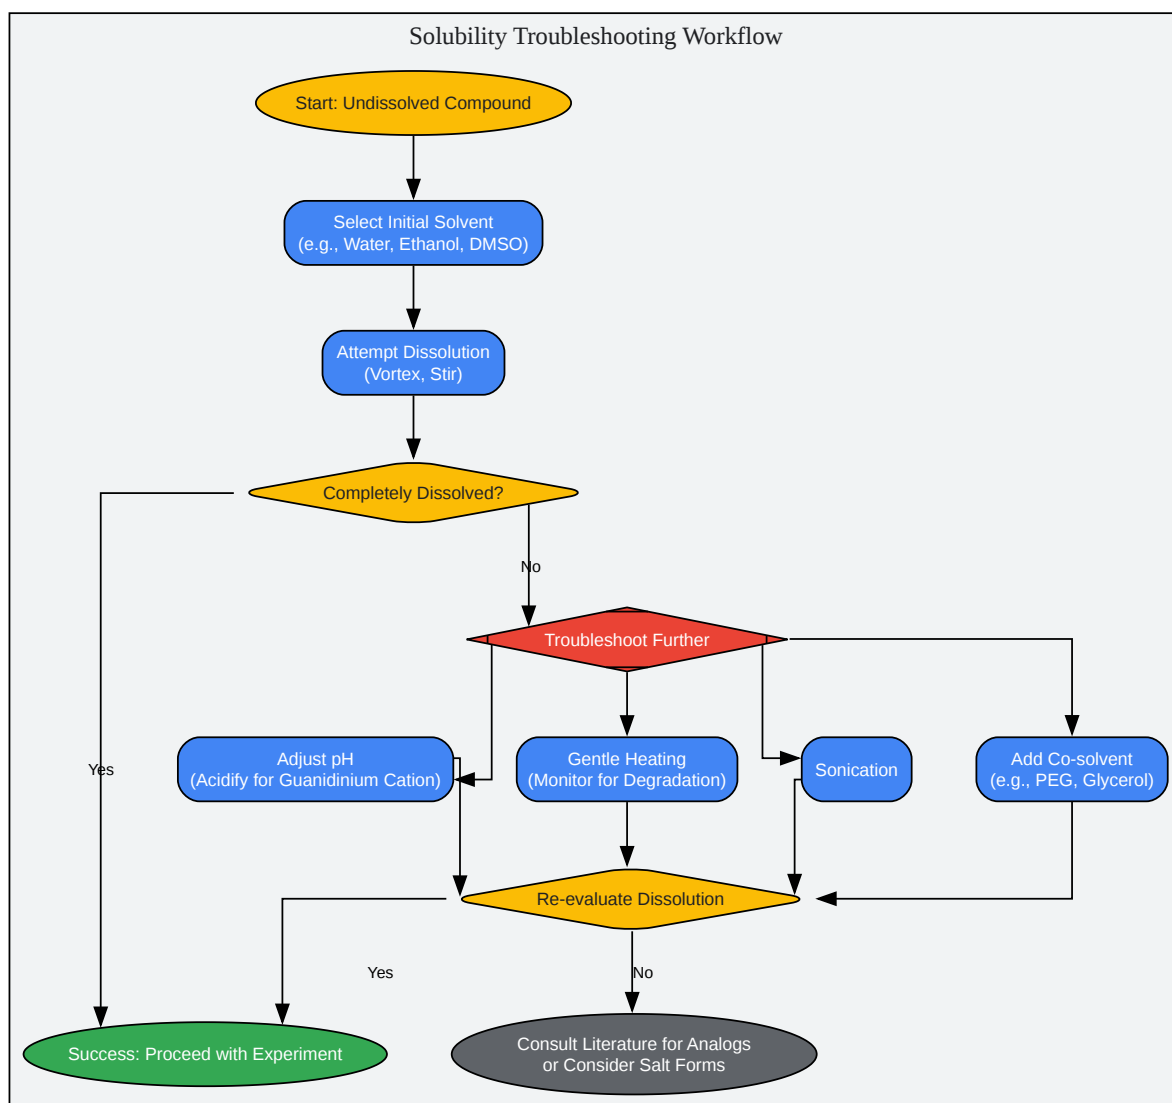 Solubility Troubleshooting Workflow
Start: Undissolved Compound
Select Initial Solvent
(e.g., Water, Ethanol, DMSO)
Attempt Dissolution
(Vortex, Stir)
Completely Dissolved?
No
Troubleshoot Further
Yes
Adjust pH
(Acidify for Guanidinium Cation)
Gentle Heating
(Monitor for Degradation)
Sonication
Add Co-solvent
(e.g., PEG, Glycerol)
Re-evaluate Dissolution
Yes
No
Success: Proceed with Experiment
Consult Literature for Analogs
or Consider Salt Forms